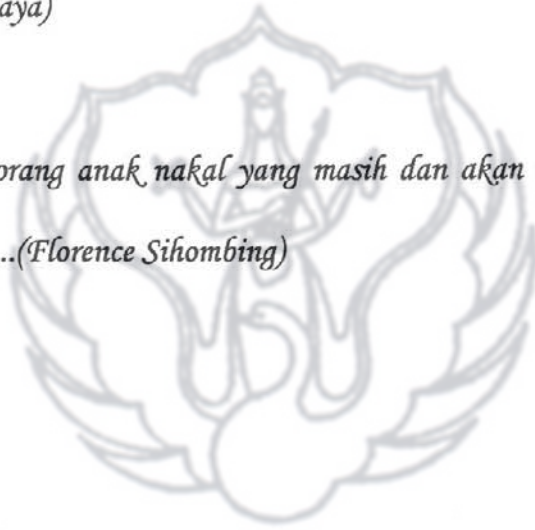 aya)
orang anak nakal yang masih dan akan
...(Florence Sihombing)